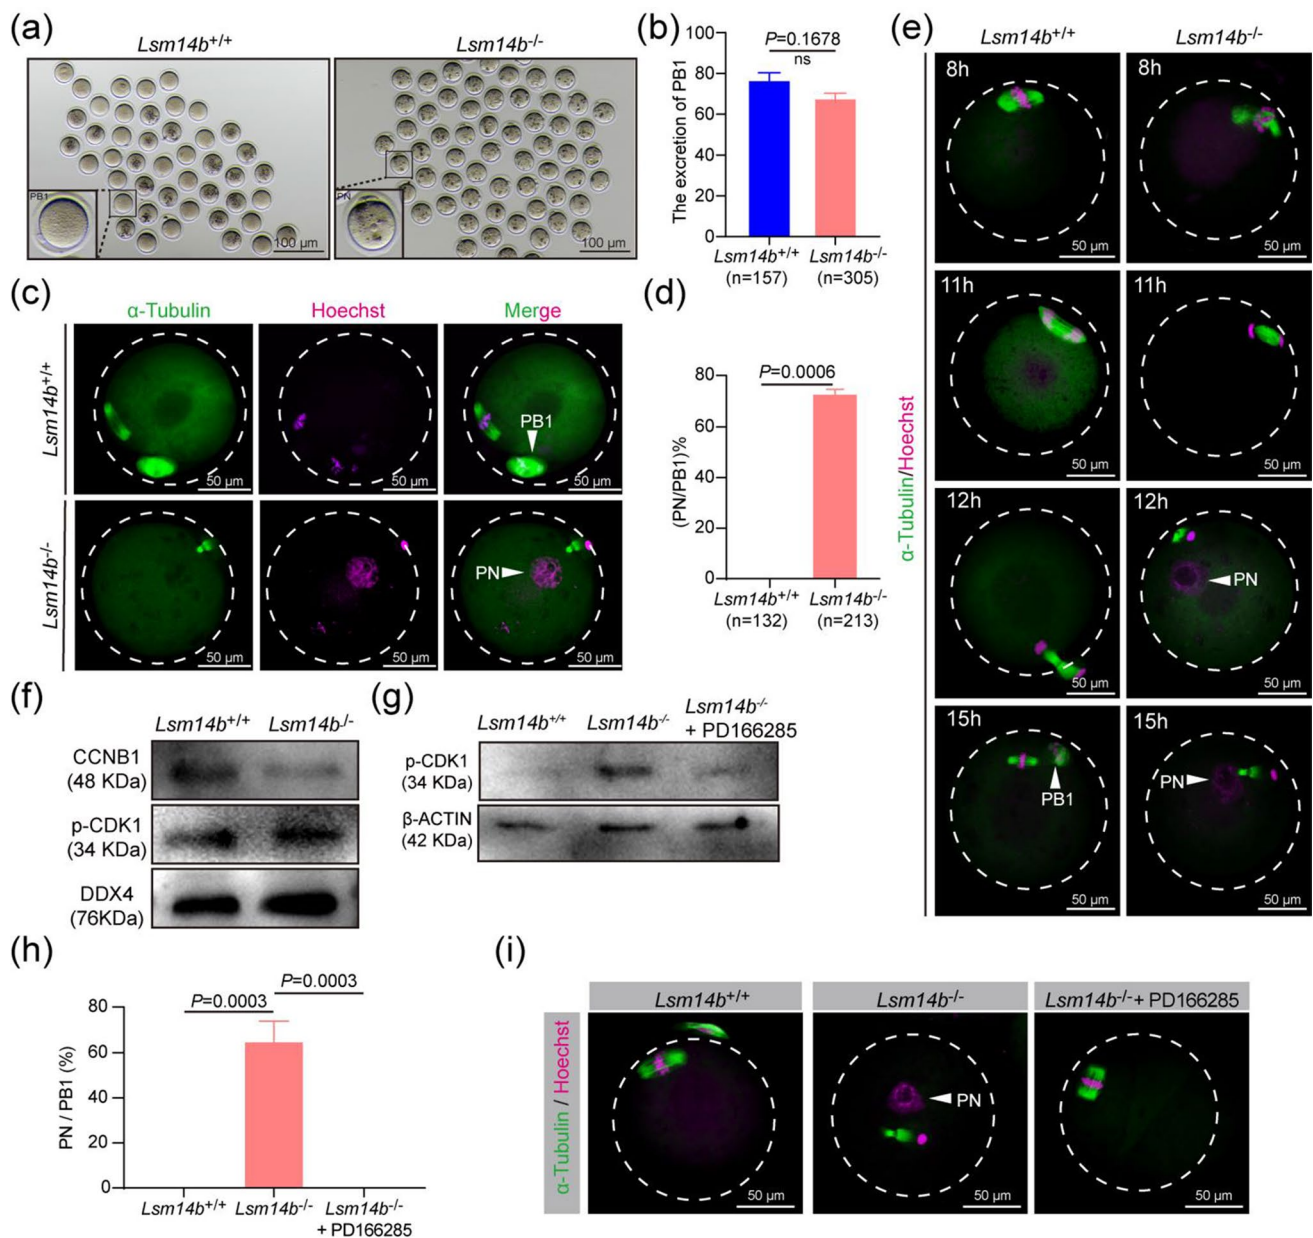 (a)
Lsm14b+/+
Lsm14b-/-
PB1
100 µm
PN
100 µm
(b)
The excretion of PB1
100
80
60
40
20
0
P=0.1678
ns
Lsm14b+/+
(n=157)
Lsm14b-/-
(n=305)
(c)
α-Tubulin
Hoechst
Merge
Lsm14b+/+
50 µm
50 µm
PB1
50 µm
Lsm14b-/-
50 µm
50 µm
PN
50 µm
(d)
(PN/PB1)%
80
60
40
20
0
P=0.0006
Lsm14b+/+
(n=132)
Lsm14b-/-
(n=213)
(e)
Lsm14b+/+
Lsm14b-/-
α-Tubulin/Hoechst
8h
50 µm
8h
50 µm
11h
50 µm
11h
50 µm
12h
50 µm
12h
PN
50 µm
15h
PB1
50 µm
15h
PN
50 µm
(f)
Lsm14b+/+
Lsm14b-/-
CCNB1
(48 KDa)
p-CDK1
(34 KDa)
DDX4
(76KDa)
(g)
Lsm14b+/+
Lsm14b-/-
Lsm14b-/-
+ PD166285
p-CDK1
(34 KDa)
β-ACTIN
(42 KDa)
(h)
PN / PB1 (%)
80
60
40
20
0
P=0.0003
P=0.0003
Lsm14b+/+
Lsm14b-/-
Lsm14b-/-
+ PD166285
(i)
α-Tubulin / Hoechst
Lsm14b+/+
Lsm14b-/-
Lsm14b-/-+ PD166285
50 µm
PN
50 µm
50 µm